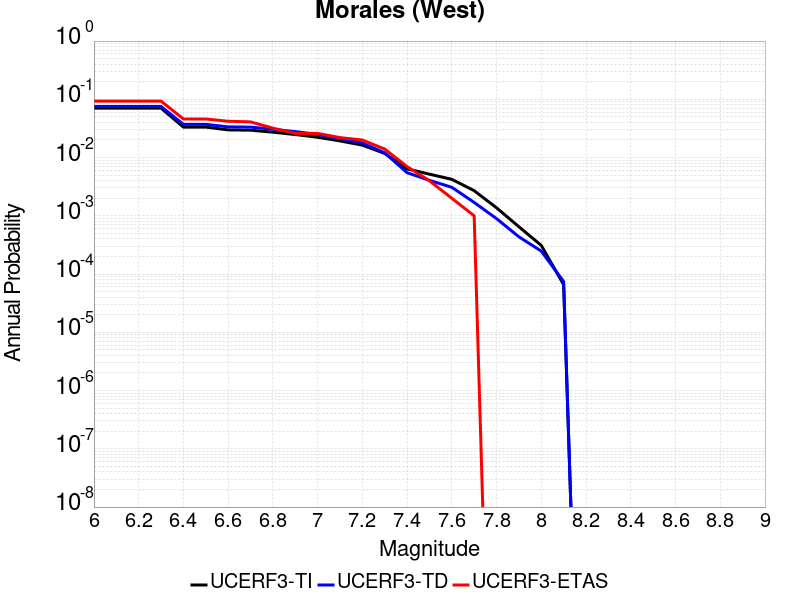 Morales (West)
10^0
10^-1
10^-2
10^-3
10^-4
10^-5
10^-6
10^-7
10^-8
Annual Probability
6 6.2 6.4 6.6 6.8 7 7.2 7.4 7.6 7.8 8 8.2 8.4 8.6 8.8 9
Magnitude
UCERF3-TI UCERF3-TD UCERF3-ETAS